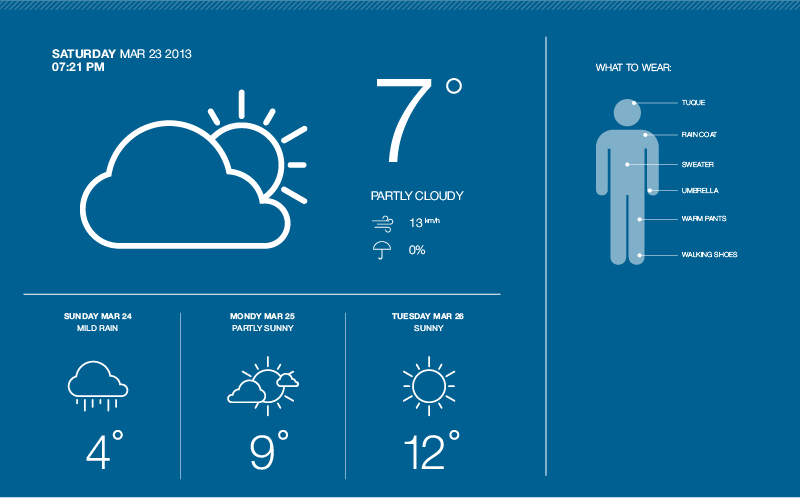 SATURDAY MAR 23 2013
07:21 PM
7°
PARTLY CLOUDY
13 km/h
0%
SUNDAY MAR 24
MILD RAIN
4°
MONDY MAR 25
PARTLY SUNNY
9°
TUESDAY MAR 26
SUNNY
12°
WHAT TO WEAR:
TUQUE
RAIN COAT
SWEATER
UMBRELLA
WARM PANTS
WALKING SHOES